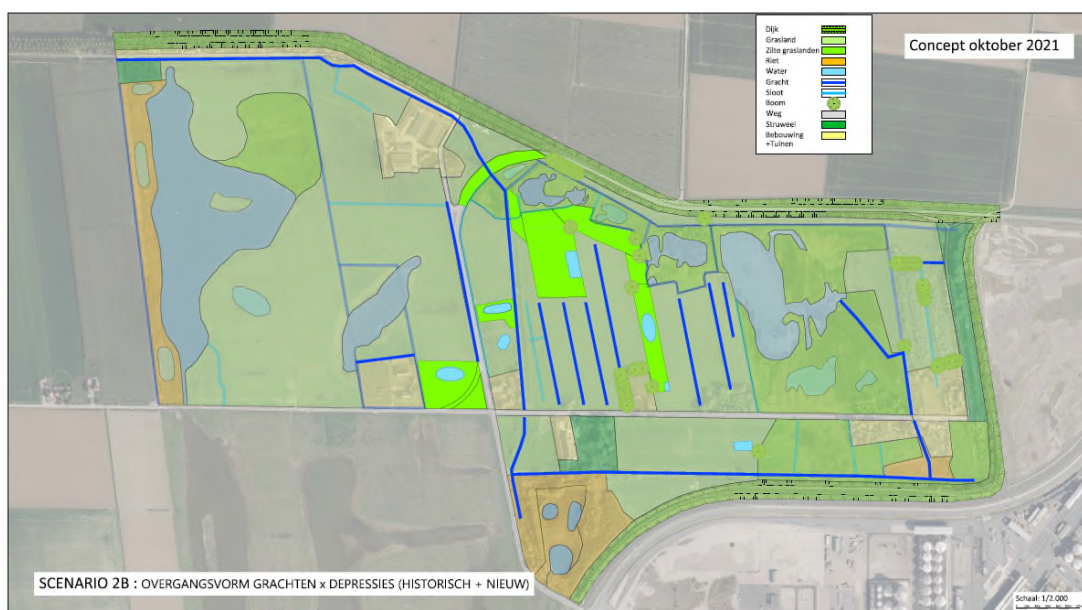 Dijk
Grasland
Zilte graslanden
Riet
Water
Gracht
Sloot
Boom
Weg
Struweel
Bebouwing
+Tuinen
Concept oktober 2021
SCENARIO 2B : OVERGANGSVORM GRACHTEN x DEPRESSIES (HISTORISCH + NIEUW)
Schaal: 1/2.000